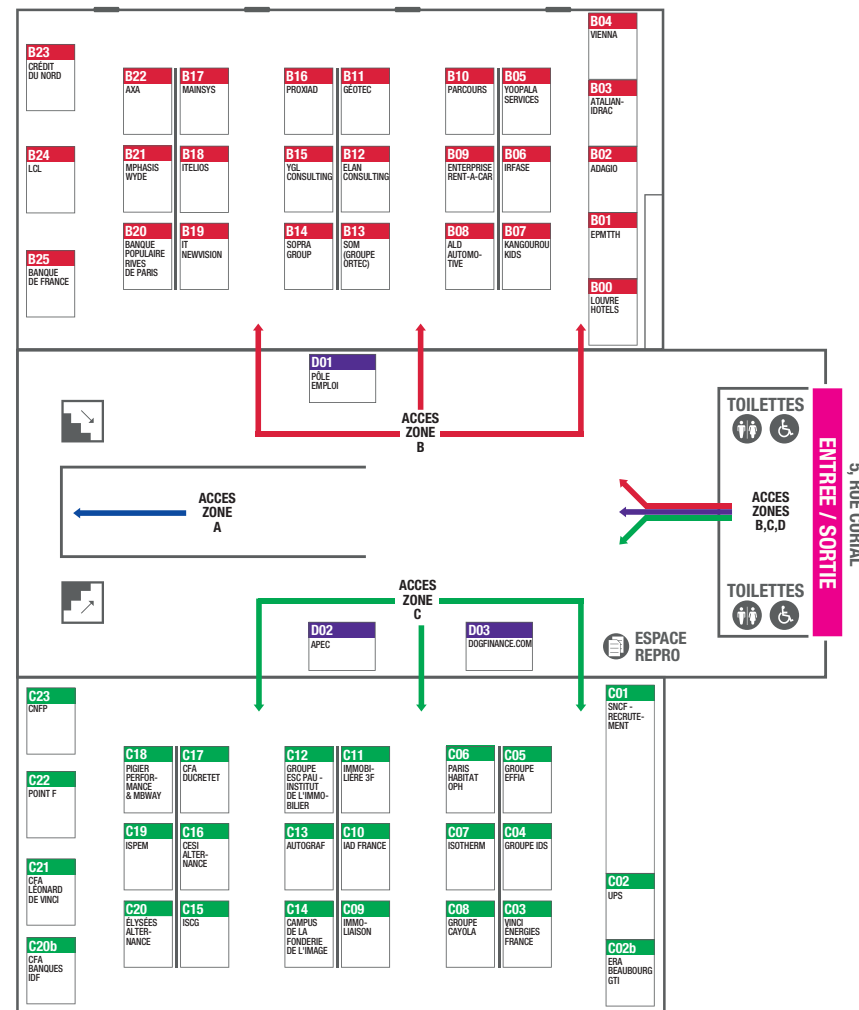 B04
VIENNA
B23
CRÉDIT
DU NORD
B22
AXA
B17
MAINSYS
B16
PROXIAD
B11
GÉOTEC
B10
PARCOURS
B05
YOOPALA
SERVICES
B03
ATALIAN-
IDRAC
B24
LCL
B21
MPHASIS
WYDE
B18
ITELIOS
B15
YGL
CONSULTING
B12
ELAN
CONSULTING
B09
ENTERPRISE
RENT-A-CAR
B06
IRFASE
B02
ADAGIO
B25
BANQUE
DE FRANCE
B20
BANQUE
POPULAIRE
RIVES
DE PARIS
B19
IT
NEWVISION
B14
SOPRA
GROUP
B13
SOM
(GROUPE
ORTEC)
B08
ALD
AUTOMO-
TIVE
B07
KANGOUROU
KIDS
B01
EPMTTH
B00
LOUVRE
HOTELS
D01
PÔLE
EMPLOI
ACCES
ZONE
B
TOILETTES
ACCES
ZONE
A
ACCES
ZONES
B,C,D
ENTREE / SORTIE
5, RUE CURIAL
TOILETTES
ACCES
ZONE
C
D02
APEC
D03
DOGFINANCE.COM
ESPACE
REPRO
C23
CNFP
C01
SNCF -
RECRUTE-
MENT
C18
PIGIER
PERFOR-
MANCE
& MBWAY
C17
CFA
DUCRETET
C12
GROUPE
ESC PAU -
INSTITUT
DE L'IMMO-
BILIER
C11
IMMOBI-
LIÈRE 3F
C06
PARIS
HABITAT
OPH
C05
GROUPE
EFFIA
C22
POINT F
C19
ISPEM
C16
CESI
ALTER-
NANCE
C13
AUTOGRAF
C10
IAD FRANCE
C07
ISOTHERM
C04
GROUPE IDS
C21
CFA
LÉONARD
DE VINCI
C02
UPS
C20
ÉLYSÉES
ALTER-
NANCE
C15
ISCG
C14
CAMPUS
DE LA
FONDERIE
DE L'IMAGE
C09
IMMO-
LIAISON
C08
GROUPE
CAYOLA
C03
VINCI
ÉNERGIES
FRANCE
C20b
CFA
BANQUES
IDF
C02b
ERA
BEAUBOURG
GTI